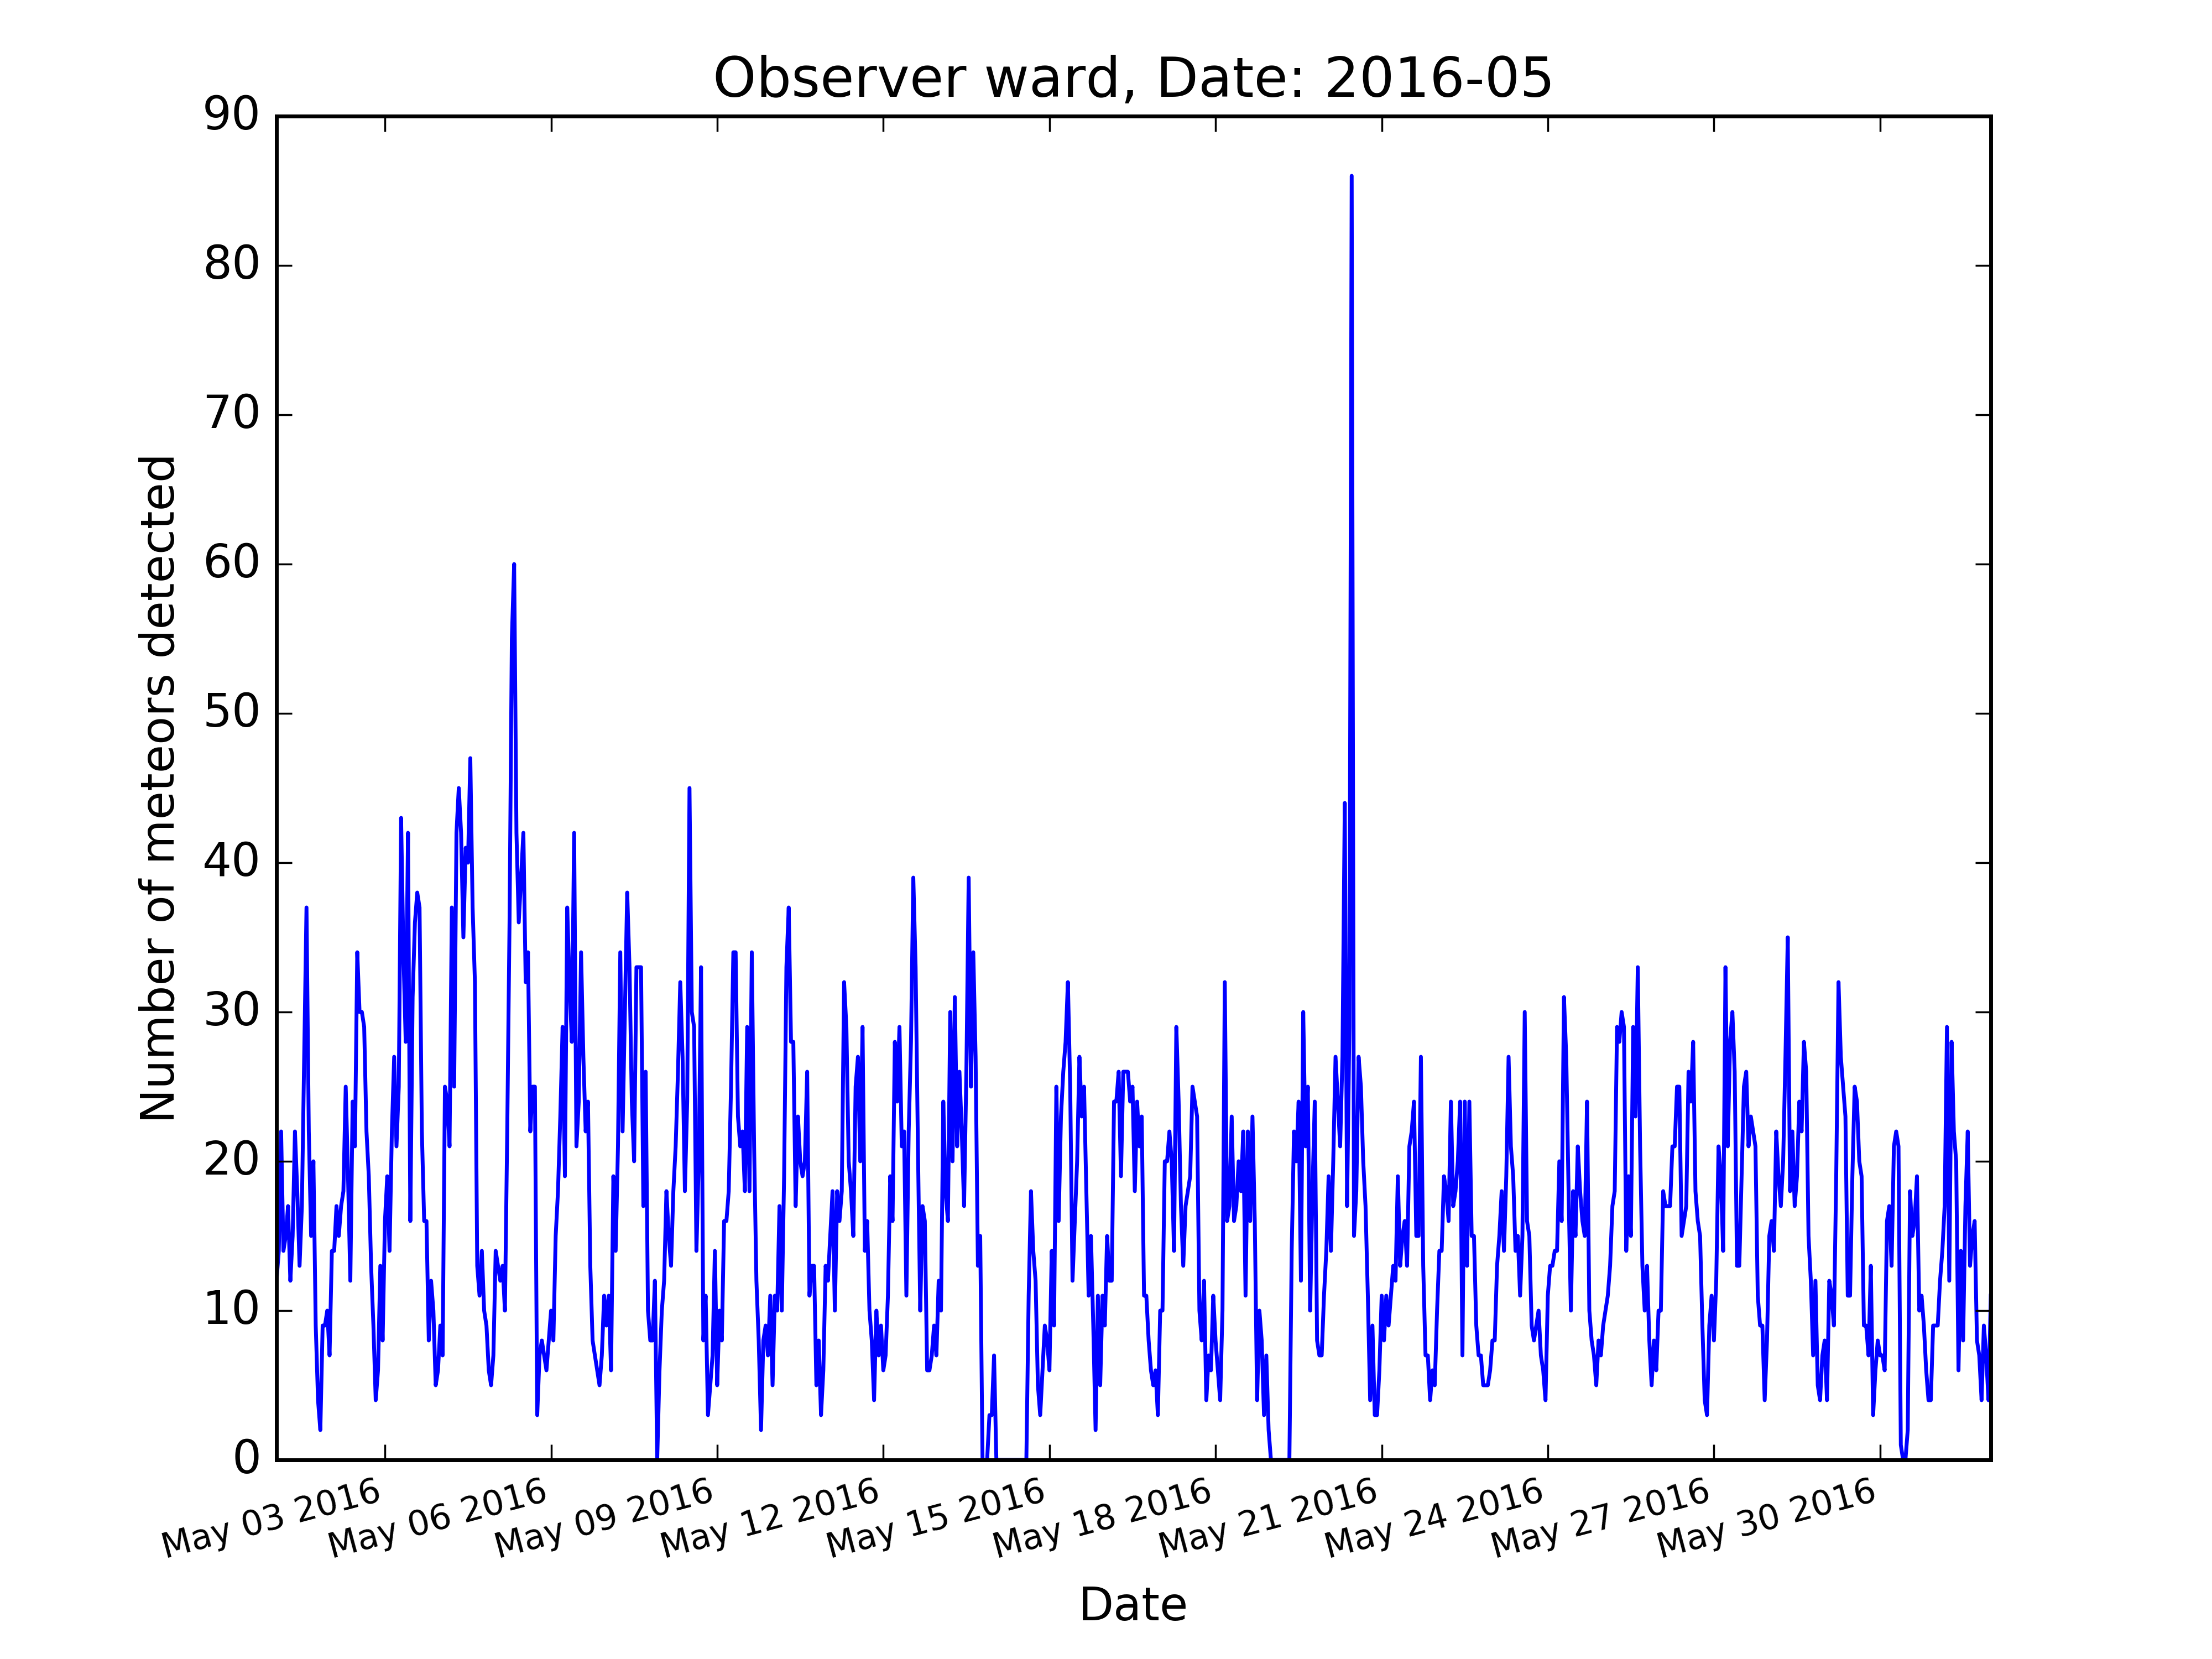 Observer ward, Date: 2016-05
90
80
70
60
50
40
30
20
10
0
Number of meteors detected
May 03 2016
May 06 2016
May 09 2016
May 12 2016
May 15 2016
May 18 2016
May 21 2016
May 24 2016
May 27 2016
May 30 2016
Date